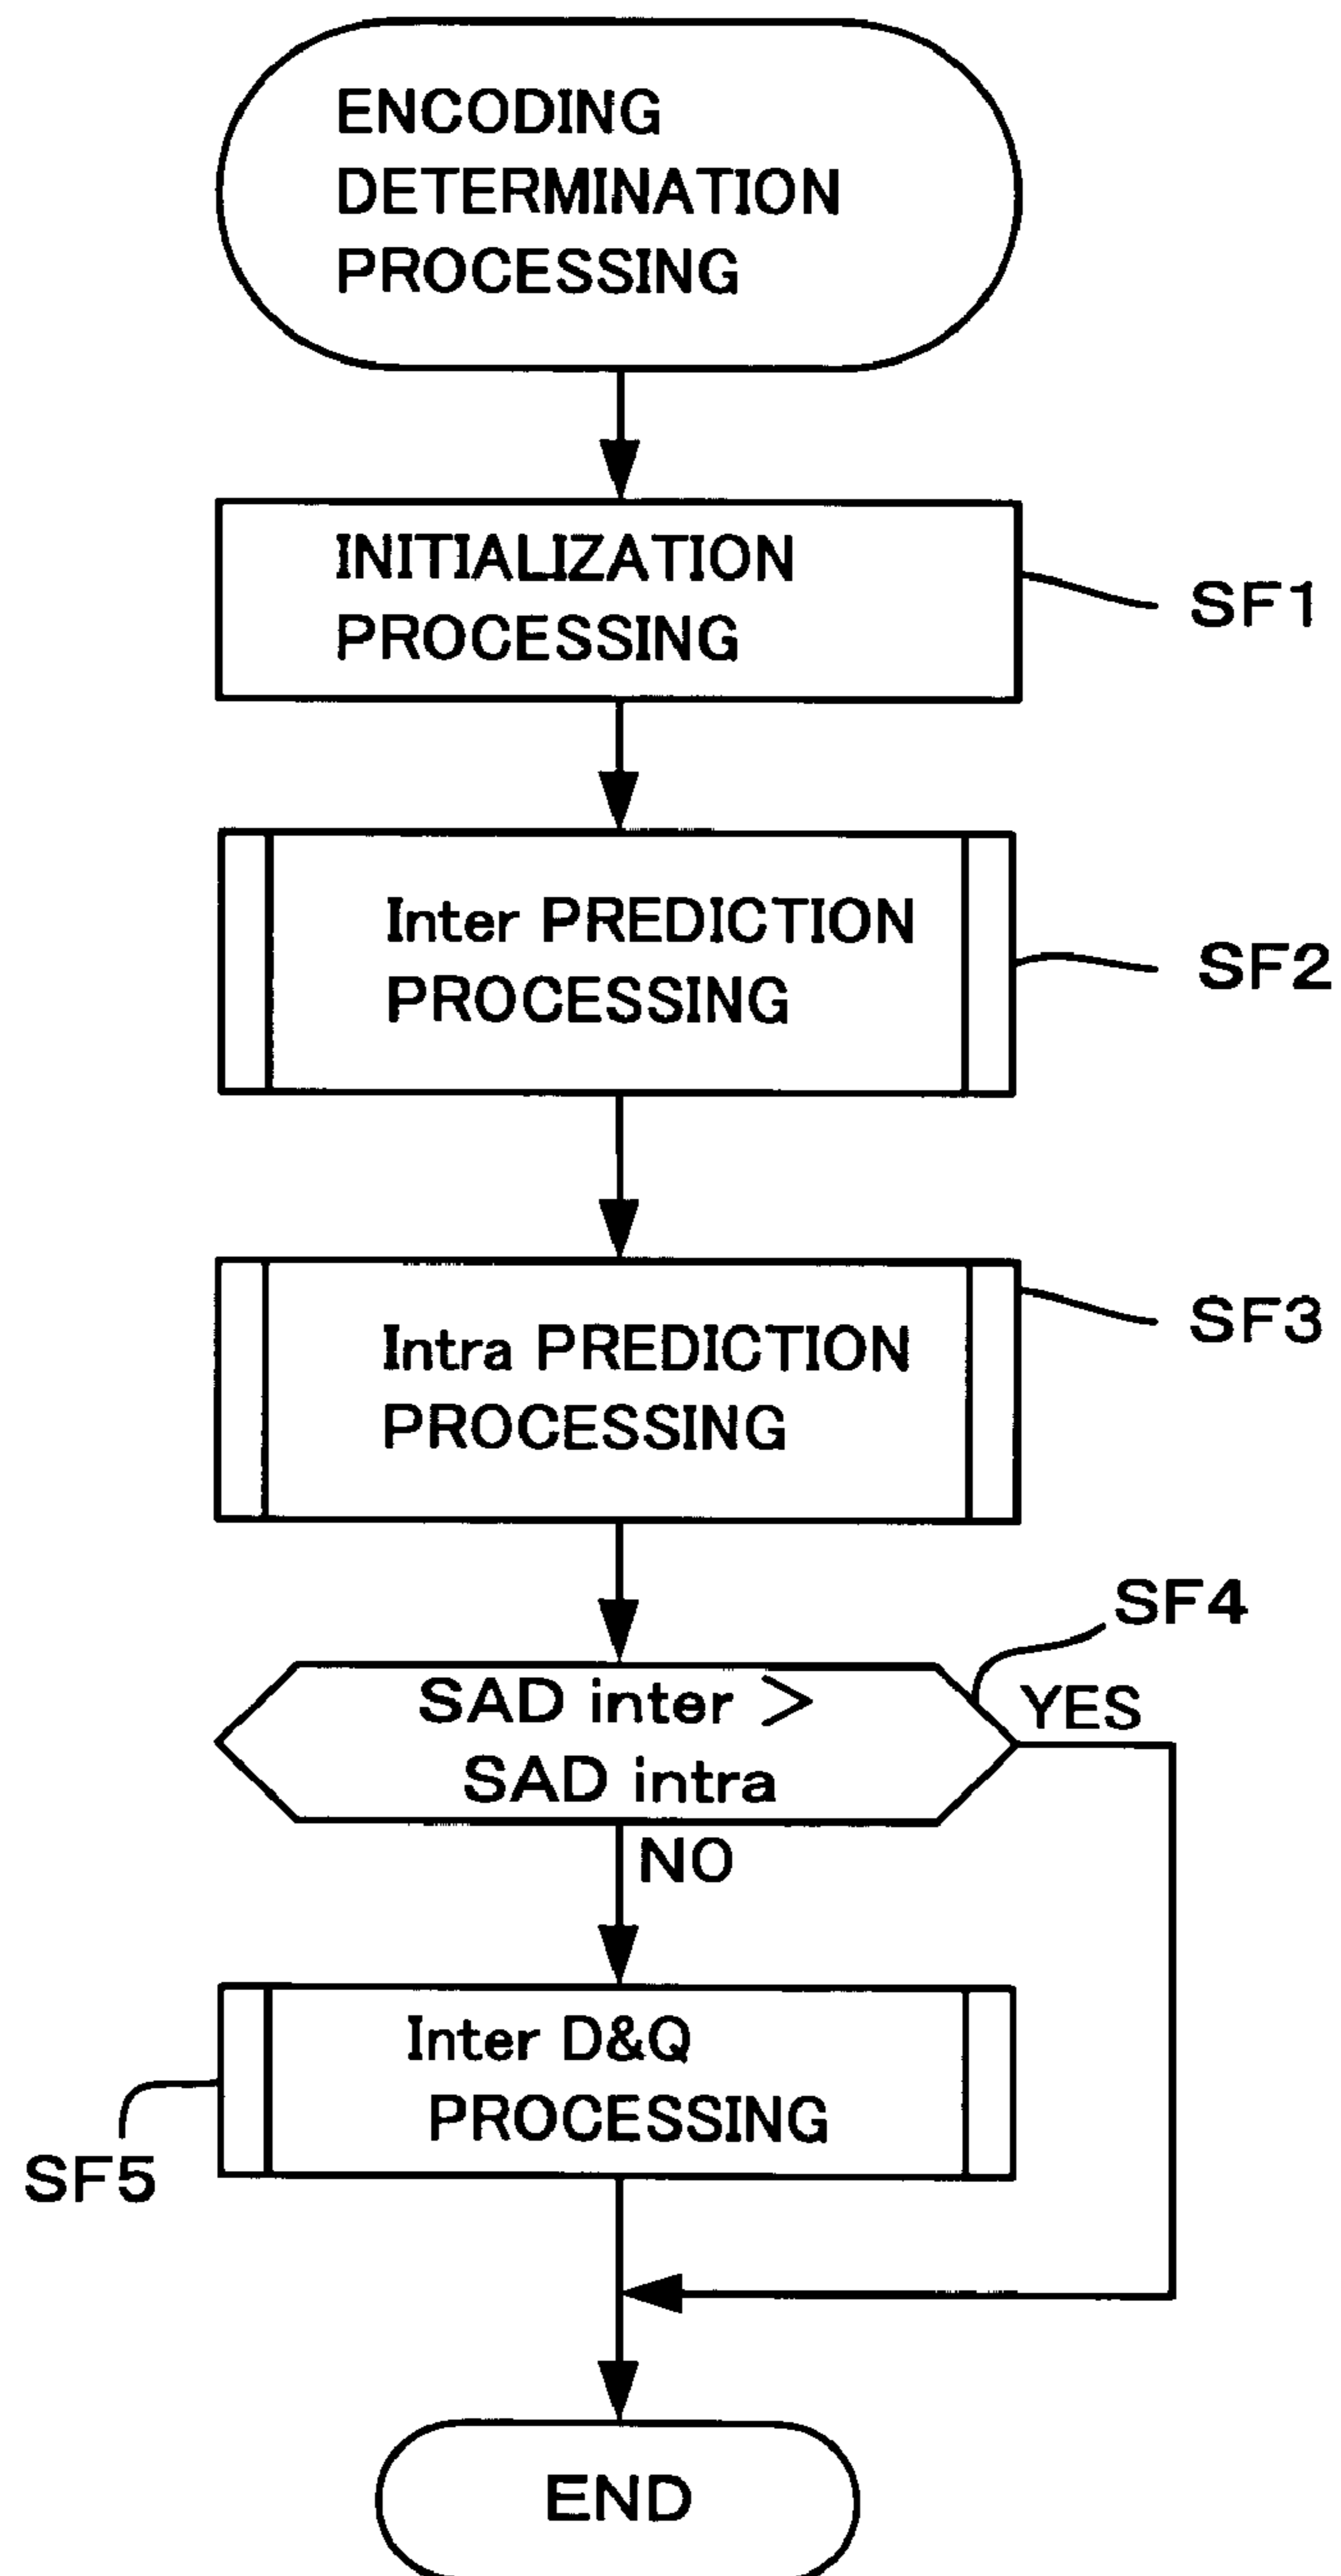 ENCODING
DETERMINATION
PROCESSING
INITIALIZATION
PROCESSING
SF1
Inter PREDICTION
PROCESSING
SF2
Intra PREDICTION
PROCESSING
SF3
SF4
SAD inter >
SAD intra
YES
NO
Inter D&Q
PROCESSING
SF5
END